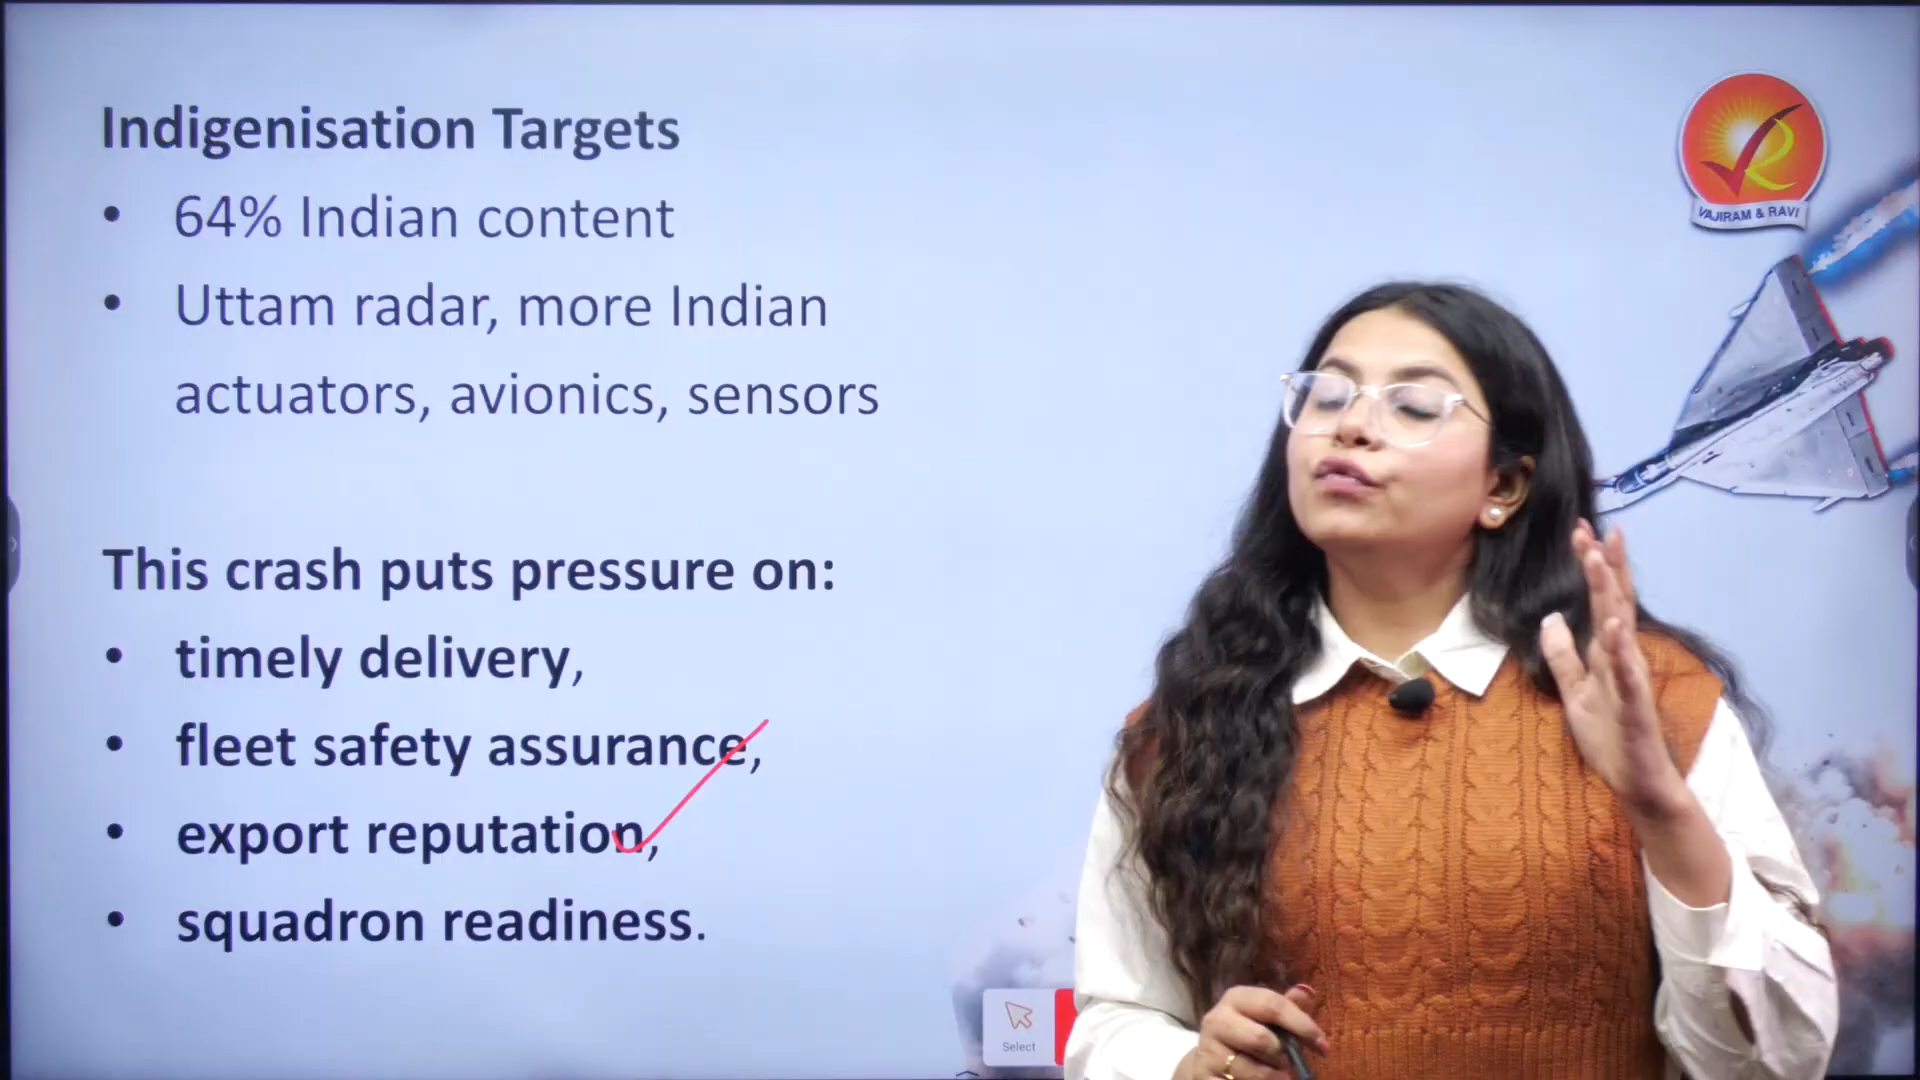 Indigenisation Targets
• 64% Indian content
• Uttam radar, more Indian
actuators, avionics, sensors
This crash puts pressure on:
• timely delivery,
• fleet safety assurance,
• export reputation,
• squadron readiness.
VAJIRAM & RAVI
Select